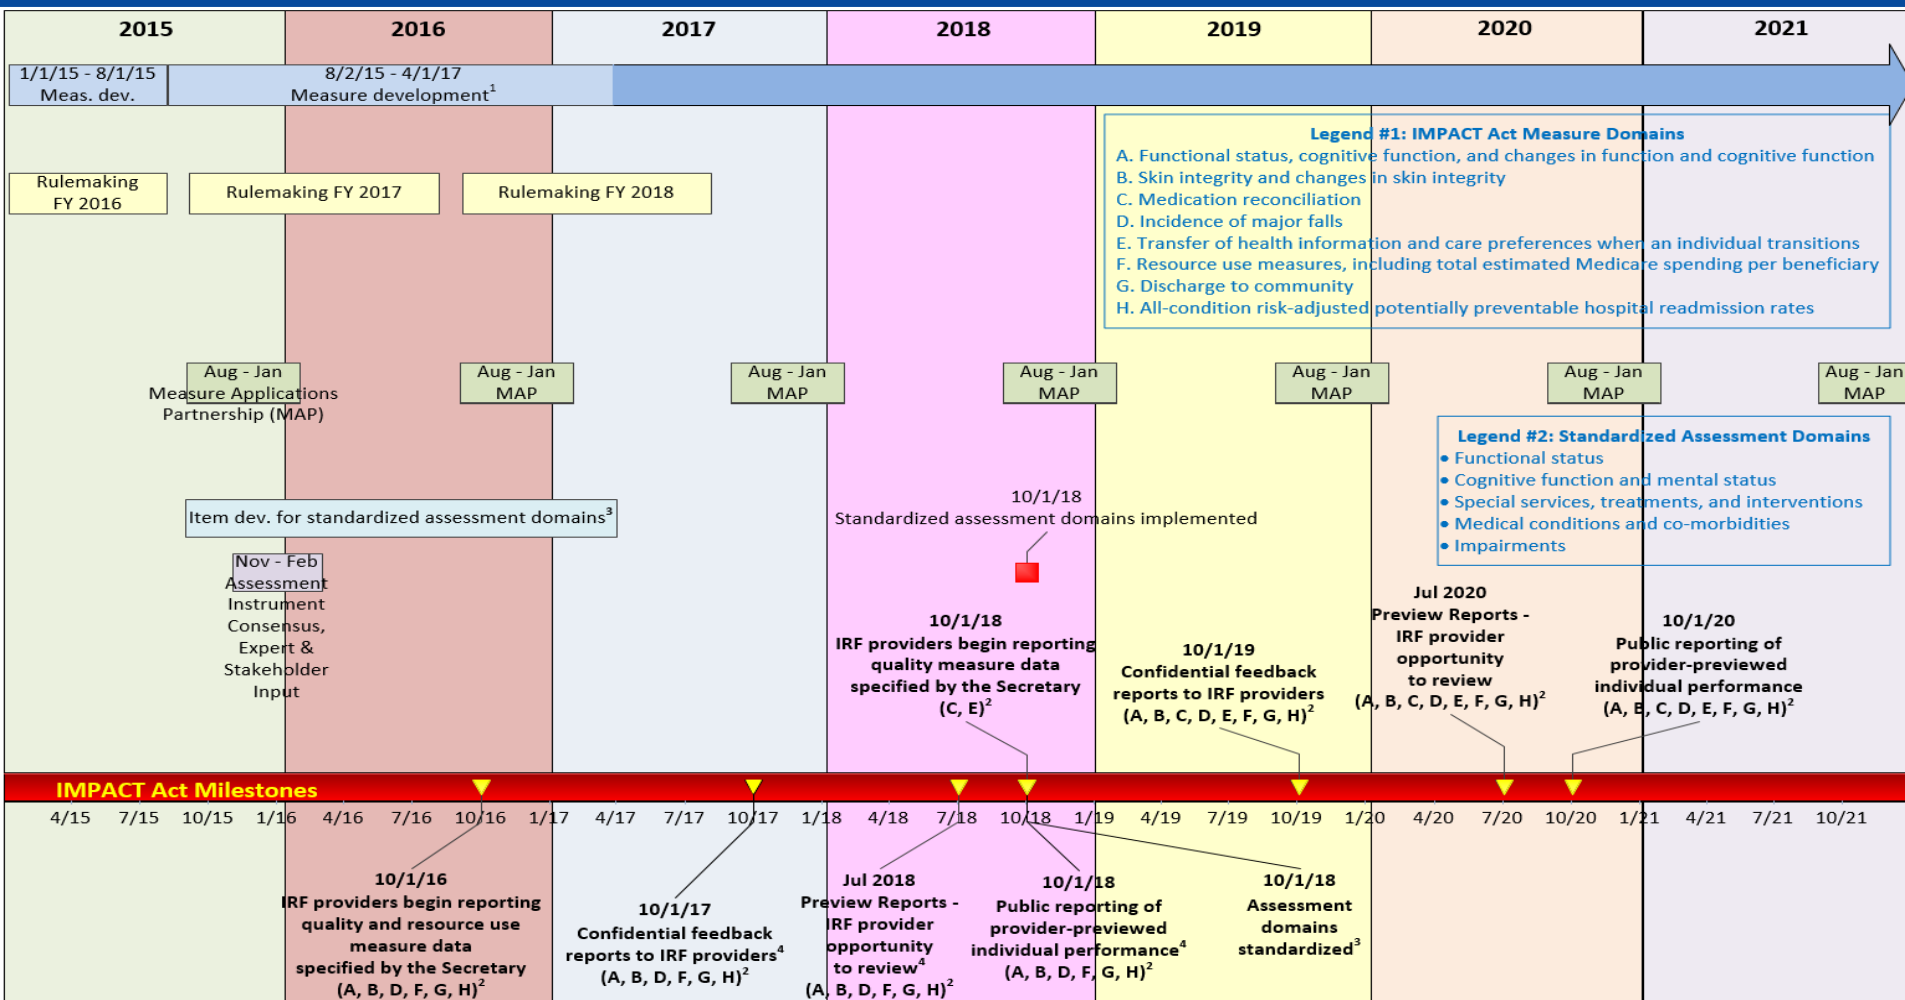 2015
2016
2017
2018
2019
2020
2021
1/1/15 - 8/1/15
Meas. dev.
8/2/15 - 4/1/17
Measure development¹
Legend #1: IMPACT Act Measure Domains
A. Functional status, cognitive function, and changes in function and cognitive function
B. Skin integrity and changes in skin integrity
C. Medication reconciliation
D. Incidence of major falls
E. Transfer of health information and care preferences when an individual transitions
F. Resource use measures, including total estimated Medicare spending per beneficiary
G. Discharge to community
H. All-condition risk-adjusted potentially preventable hospital readmission rates
Rulemaking
FY 2016
Rulemaking FY 2017
Rulemaking FY 2018
Aug - Jan
Measure Applications
Partnership (MAP)
Aug - Jan
MAP
Aug - Jan
MAP
Aug - Jan
MAP
Aug - Jan
MAP
Aug - Jan
MAP
Aug - Jan
MAP
Legend #2: Standardized Assessment Domains
• Functional status
• Cognitive function and mental status
• Special services, treatments, and interventions
• Medical conditions and co-morbidities
• Impairments
Item dev. for standardized assessment domains³
10/1/18
Standardized assessment domains implemented
Nov - Feb
Assessment
Instrument
Consensus,
Expert &
Stakeholder
Input
10/1/18
IRF providers begin reporting
quality measure data
specified by the Secretary
(C, E)²
10/1/19
Confidential feedback
reports to IRF providers
(A, B, C, D, E, F, G, H)²
Jul 2020
Preview Reports -
IRF provider
opportunity
to review
(A, B, C, D, E, F, G, H)²
10/1/20
Public reporting of
provider-previewed
individual performance
(A, B, C, D, E, F, G, H)²
IMPACT Act Milestones
4/15
7/15
10/15
1/16
4/16
7/16
10/16
1/17
4/17
7/17
10/17
1/18
4/18
7/18
10/18
1/19
4/19
7/19
10/19
1/20
4/20
7/20
10/20
1/21
4/21
7/21
10/21
10/1/16
IRF providers begin reporting
quality and resource use
measure data
specified by the Secretary
(A, B, D, F, G, H)²
10/1/17
Confidential feedback
reports to IRF providers⁴
(A, B, D, F, G, H)²
Jul 2018
Preview Reports -
IRF provider
opportunity
to review⁴
(A, B, D, F, G, H)²
10/1/18
Public reporting of
provider-previewed
individual performance⁴
(A, B, D, F, G, H)²
10/1/18
Assessment
domains
standardized³